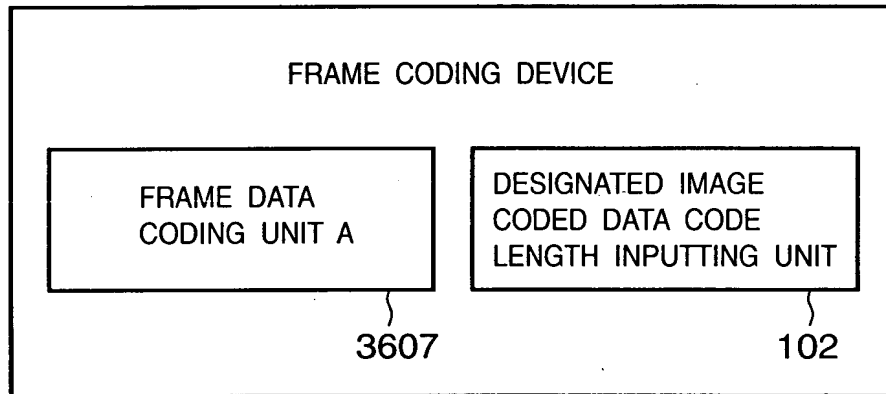 FRAME CODING DEVICE
FRAME DATA
CODING UNIT A
DESIGNATED IMAGE
CODED DATA CODE
LENGTH INPUTTING UNIT
3607
102